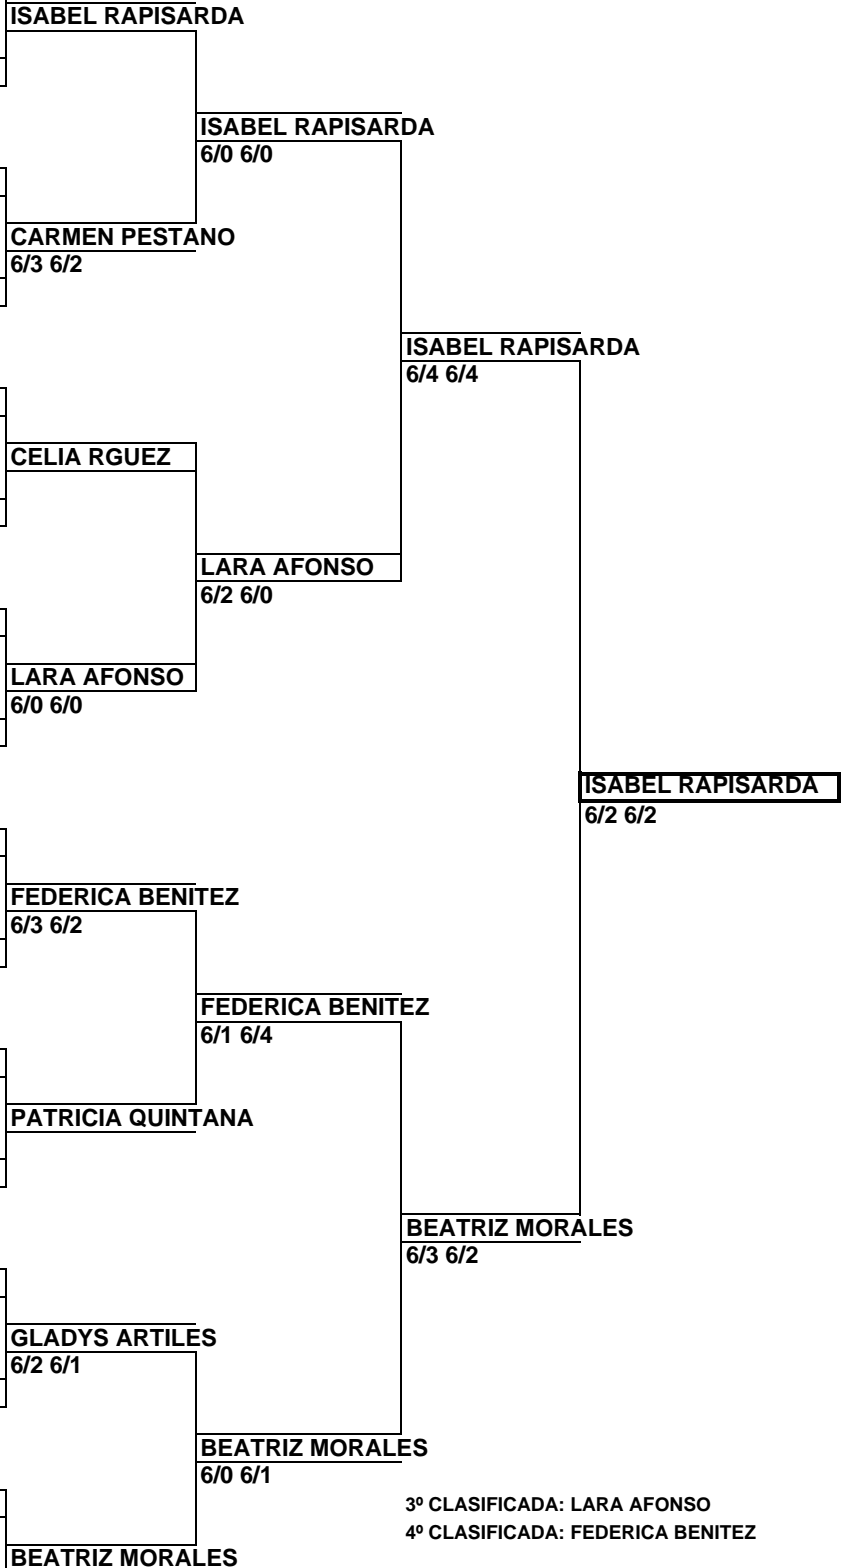 ISABEL RAPISARDA
ISABEL RAPISARDA
6/0 6/0
CARMEN PESTANO
6/3 6/2
ISABEL RAPISARDA
6/4 6/4
CELIA RGUEZ
LARA AFONSO
6/2 6/0
LARA AFONSO
6/0 6/0
ISABEL RAPISARDA
6/2 6/2
FEDERICA BENITEZ
6/3 6/2
FEDERICA BENITEZ
6/1 6/4
PATRICIA QUINTANA
BEATRIZ MORALES
6/3 6/2
GLADYS ARTILES
6/2 6/1
BEATRIZ MORALES
6/0 6/1
3º CLASIFICADA: LARA AFONSO
4º CLASIFICADA: FEDERICA BENITEZ
BEATRIZ MORALES